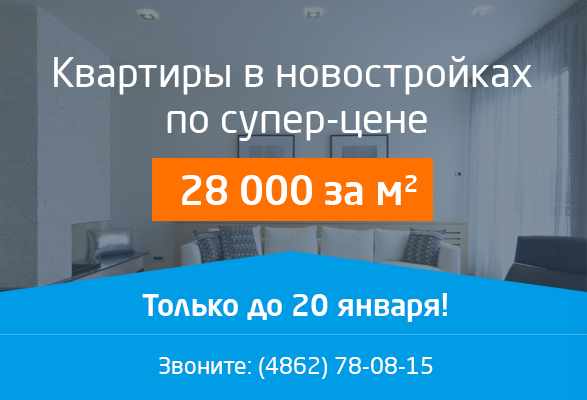 Квартиры в новостройках
по супер-цене
28 000 за м²
Только до 20 января!
Звоните: (4862) 78-08-15